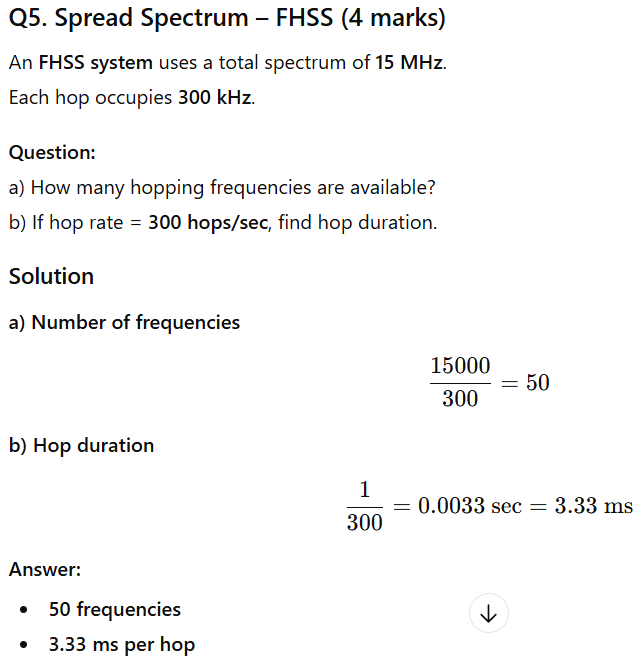 Q5. Spread Spectrum – FHSS (4 marks)
An FHSS system uses a total spectrum of 15 MHz.
Each hop occupies 300 kHz.
Question:
a) How many hopping frequencies are available?
b) If hop rate = 300 hops/sec, find hop duration.
Solution
a) Number of frequencies
15000
300
= 50
b) Hop duration
1
300
= 0.0033 sec = 3.33 ms
Answer:
• 50 frequencies
• 3.33 ms per hop